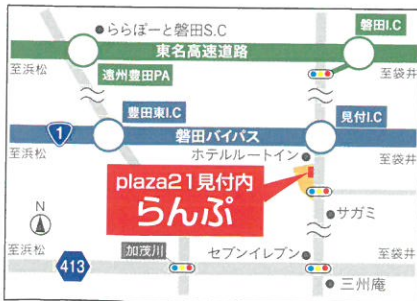 ららぽーと磐田S.C
磐田I.C
東名高速道路
至浜松
至袋井
遠州豊田PA
豊田東I.C
見付I.C
1
磐田バイパス
至浜松
至袋井
ホテルルートイン
plaza21見付内
らんぷ
サガミ
N
至浜松
加茂川
セブンイレブン
至袋井
413
三州庵